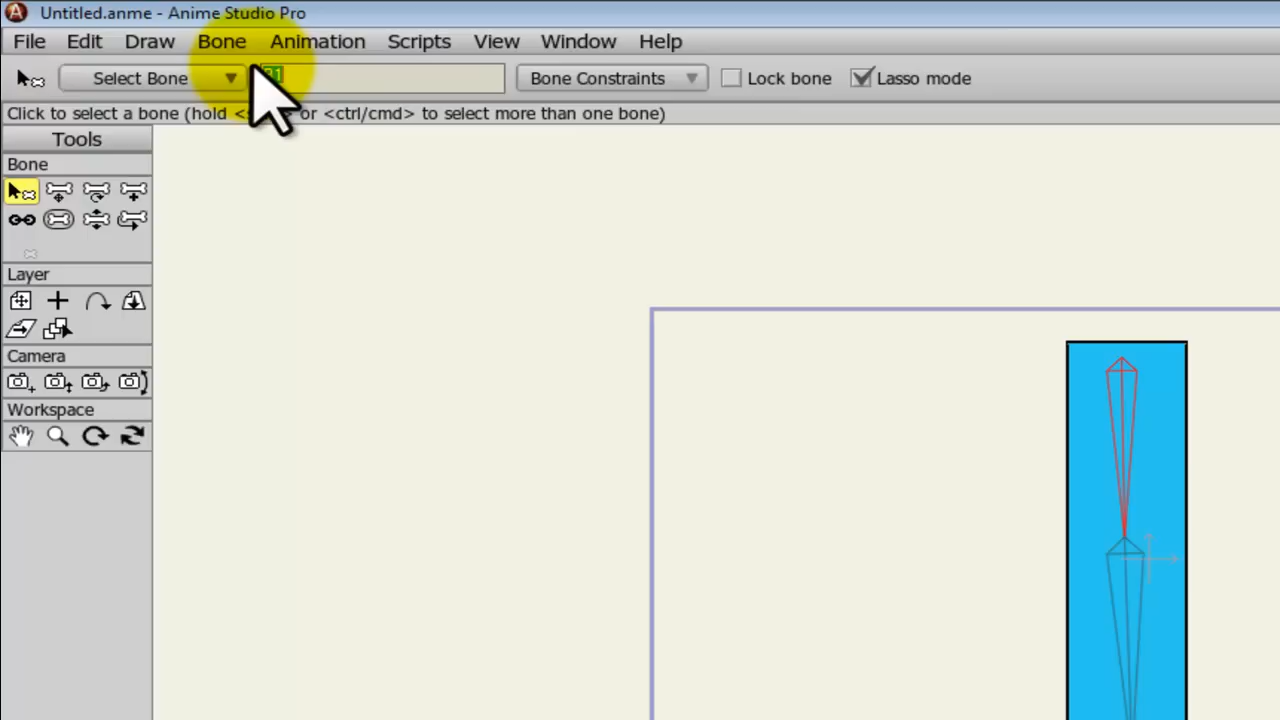 Untitled.anme - Anime Studio Pro
File Edit Draw Bone Animation Scripts View Window Help
Select Bone Bone Constraints Lock bone Lasso mode
Click to select a bone (hold < or <ctrl/cmd> to select more than one bone)
Tools
Bone
Layer
Camera
Workspace